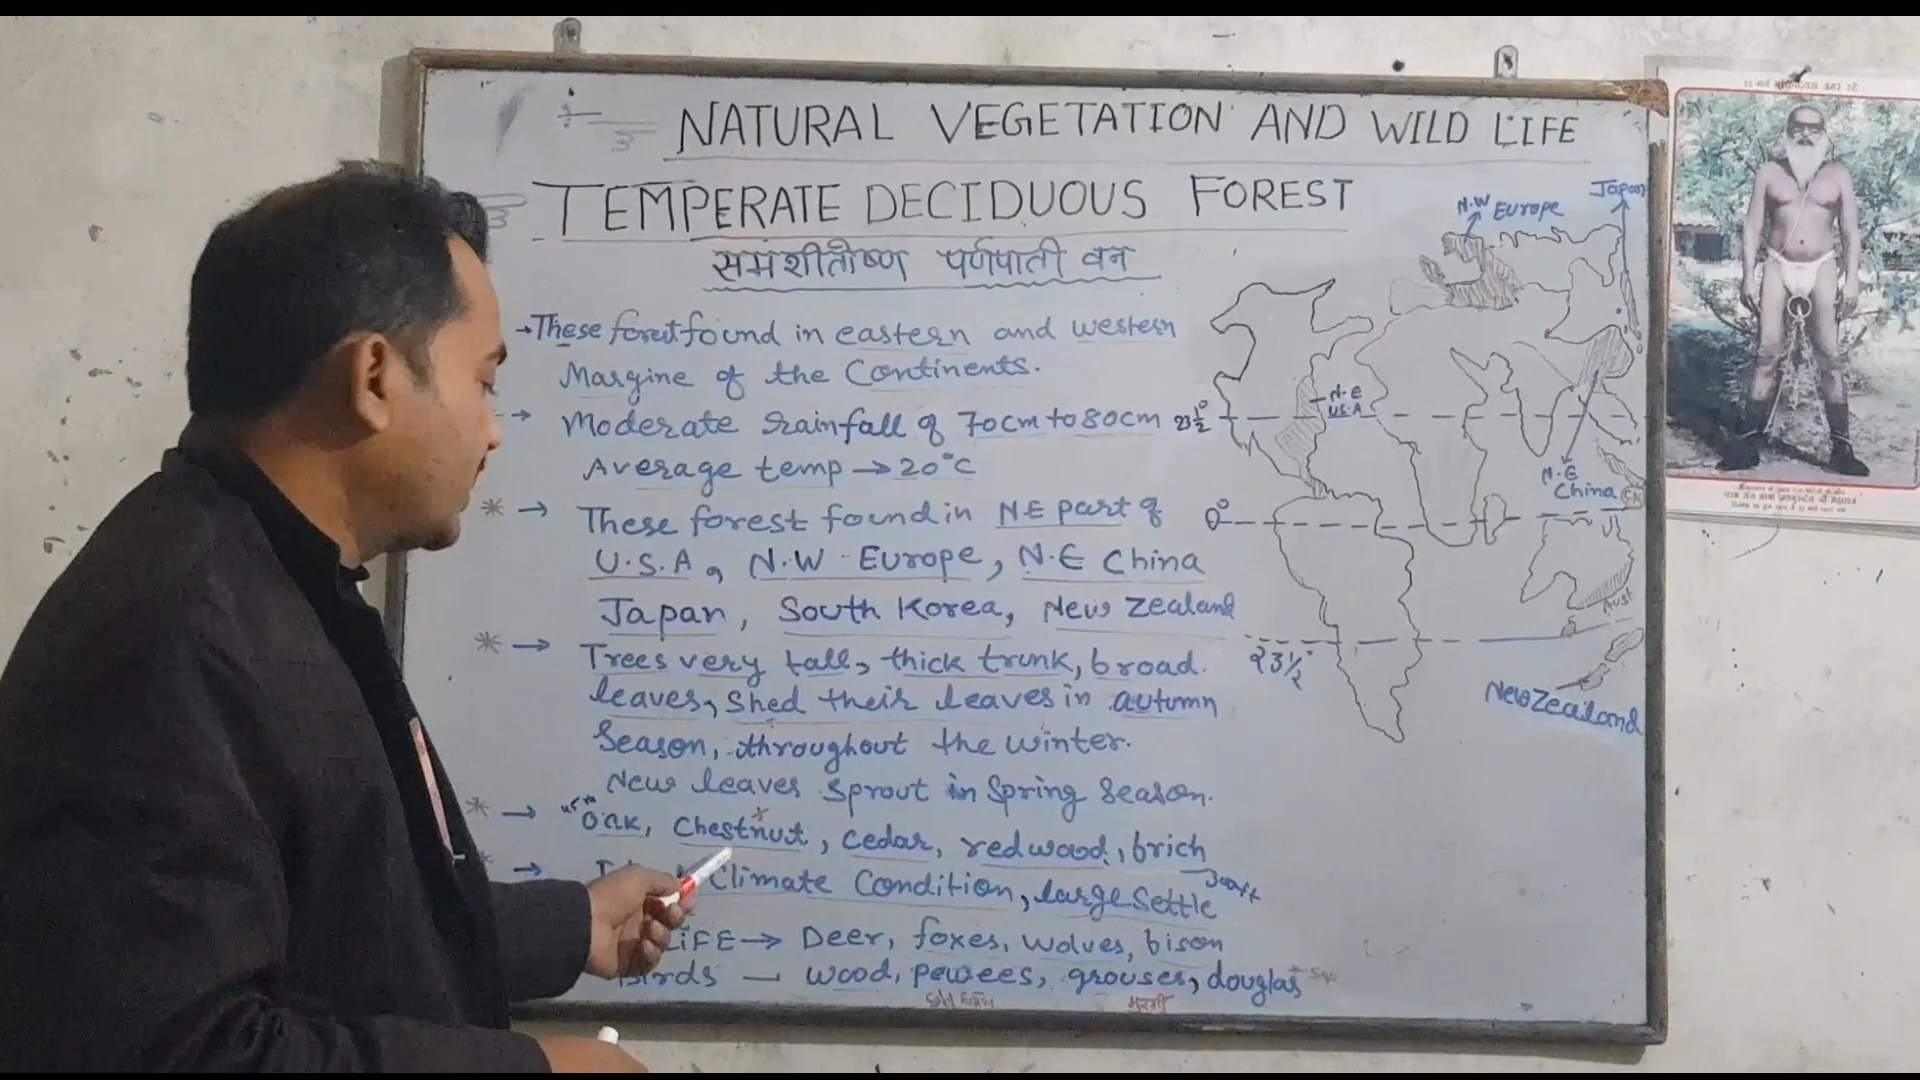 NATURAL VEGETATION AND WILD LIFE
TEMPERATE DECIDUOUS FOREST
समशीतोष्ण पर्णपाती वन
→These forest found in eastern and western
Margine of the Continents.
→ Moderate rainfall of 70cm to 80cm
Average temp → 20°C
* → These forest found in N.E part of
U.S.A, N.W Europe, N.E China
Japan, South Korea, New Zealand
* → Trees very tall, thick trunk, broad
leaves, Shed their leaves in autumn
Season, throughout the winter.
New leaves Sprout in Spring Season.
* → Oak, Chestnut, Cedar, redwood, brich
* → Climate Condition, large Settle
LIFE → Deer, foxes, wolves, bison
Birds — wood, pewees, grouses, douglas
N.W Europe
Japan
N.E
U.S.A
23½°
N.E
China
0°
Aust
23½°
New Zealand